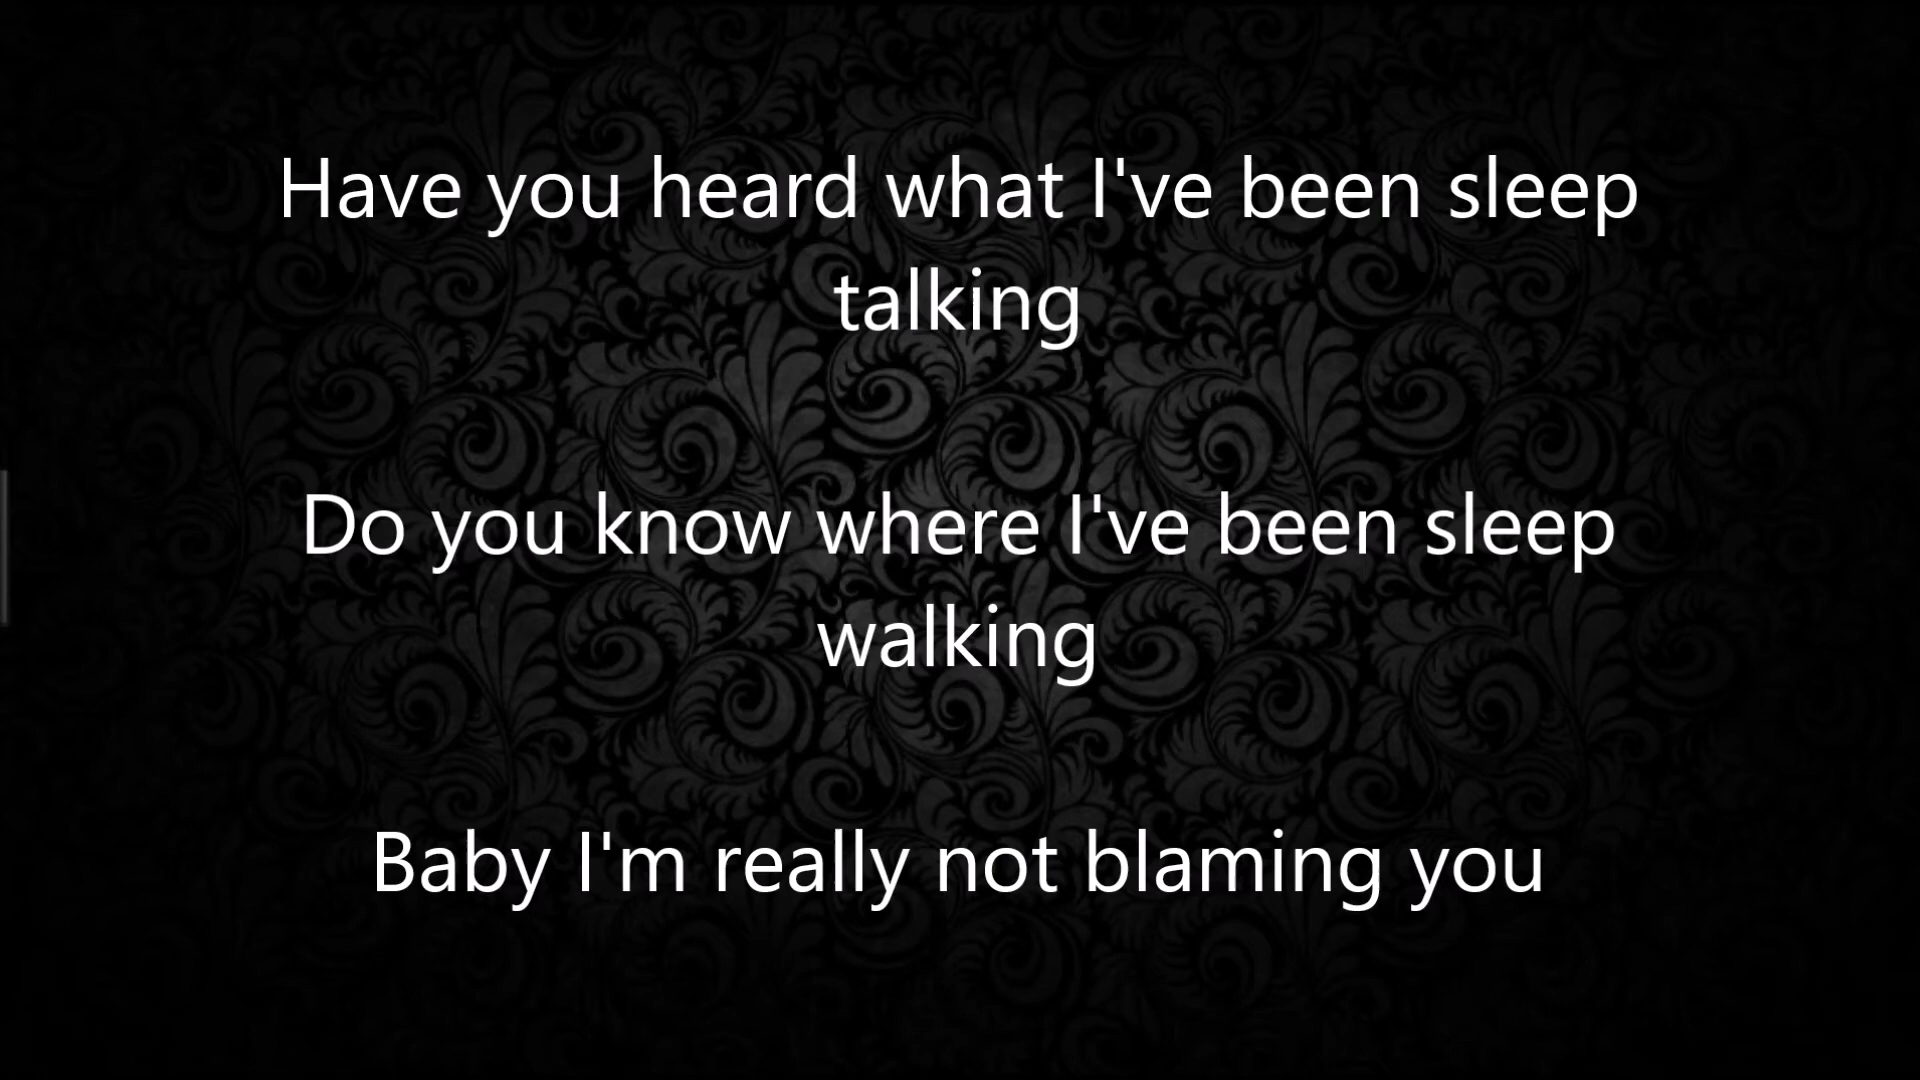 Have you heard what I've been sleep
talking
Do you know where I've been sleep
walking
Baby I'm really not blaming you